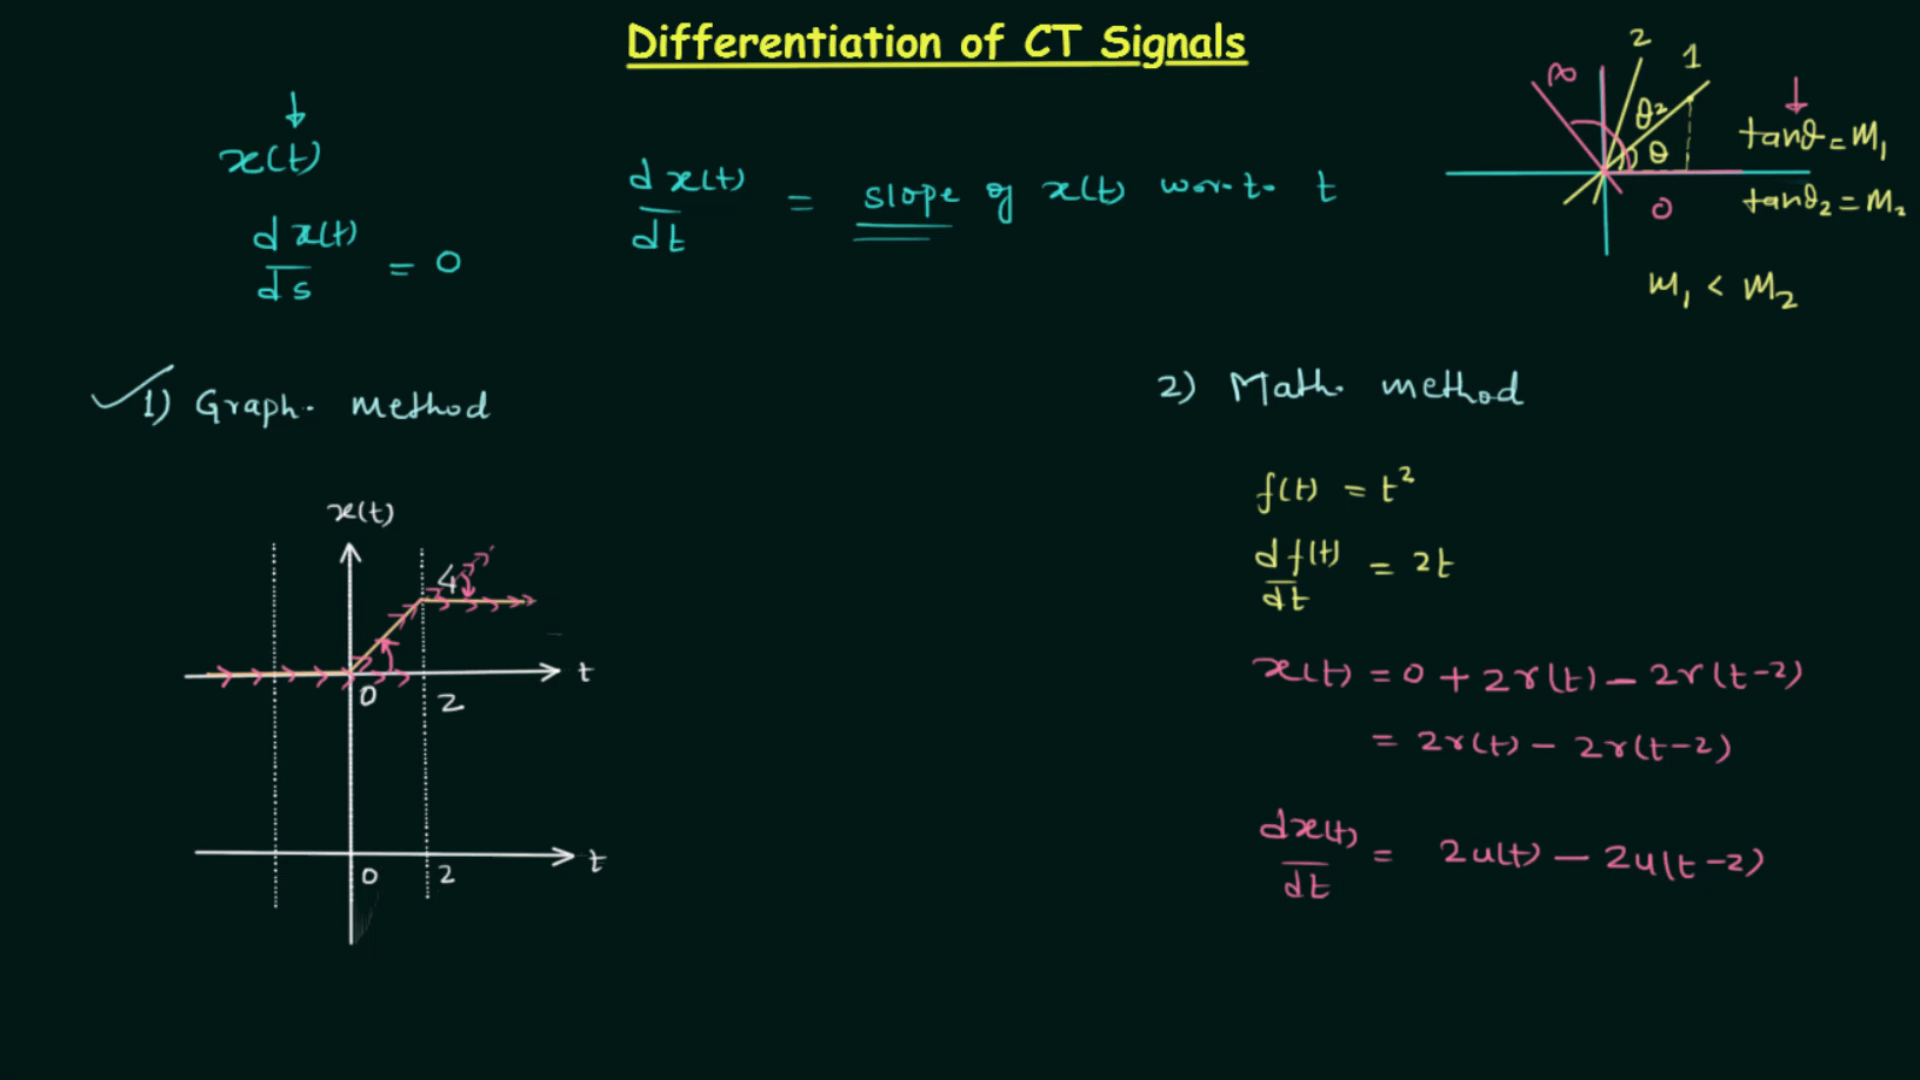 Differentiation of CT Signals
x(t)
d x(t)/ds = 0
d x(t)/dt = slope of x(t) w.r.t. t
∞
2
1
θ2
θ
0
tanθ = m1
tanθ2 = m2
m1 < m2
1) Graph. method
x(t)
4
t
0
2
t
0
2
2) Math. method
f(t) = t²
d f(t)/dt = 2t
x(t) = 0 + 2r(t) - 2r(t-2)
= 2r(t) - 2r(t-2)
dx(t)/dt = 2u(t) - 2u(t-2)